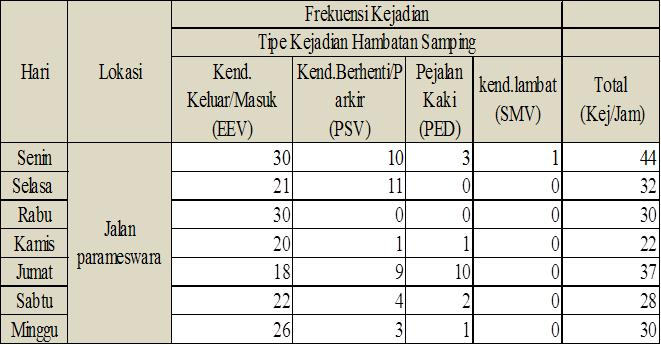 Hari Lokasi Frekuensi Kejadian
Tipe Kejadian Hambatan Samping
Kend. Keluar/Masuk (EEV) Kend.Berhenti/Parkir (PSV) Pejalan Kaki (PED) kend.lambat (SMV) Total (Kej/Jam)
Senin Jalan parameswara 30 10 3 1 44
Selasa 21 11 0 0 32
Rabu 30 0 0 0 30
Kamis 20 1 1 0 22
Jumat 18 9 10 0 37
Sabtu 22 4 2 0 28
Minggu 26 3 1 0 30